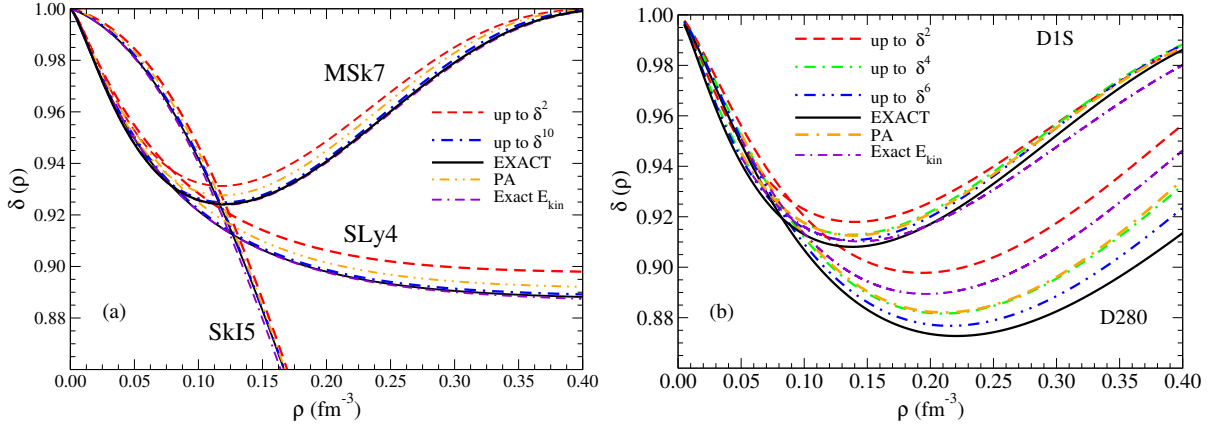 1.00
0.98
0.96
0.94
0.92
0.90
0.88
δ (ρ)
MSk7
up to δ²
up to δ¹⁰
EXACT
PA
Exact E_kin
SLy4
(a)
SkI5
0.00 0.05 0.10 0.15 0.20 0.25 0.30 0.35 0.40
ρ (fm⁻³)
1.00
0.98
0.96
0.94
0.92
0.90
0.88
δ (ρ)
D1S
up to δ²
up to δ⁴
up to δ⁶
EXACT
PA
Exact E_kin
(b)
D280
0.00 0.05 0.10 0.15 0.20 0.25 0.30 0.35 0.40
ρ (fm⁻³)